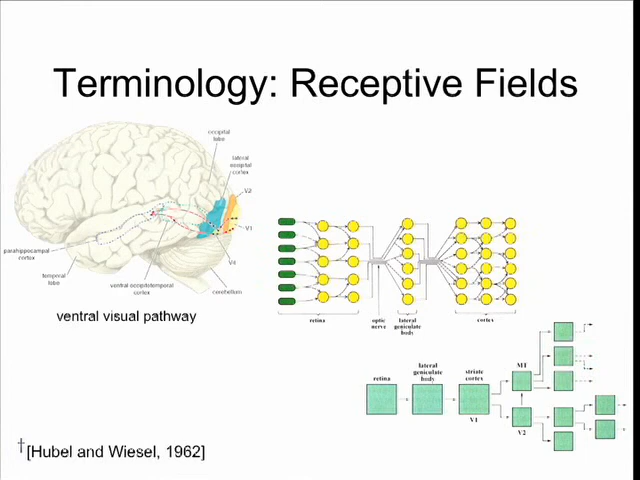 Terminology: Receptive Fields
occipital
lobe
lateral
occipital
cortex
V2
V1
V4
parahippocampal
cortex
temporal
lobe
ventral occipitotemporal
cortex
cerebellum
ventral visual pathway
retina
optic
nerve
lateral
geniculate
body
cortex
retina
lateral
geniculate
body
striate
cortex
V1
MT
V2
†[Hubel and Wiesel, 1962]